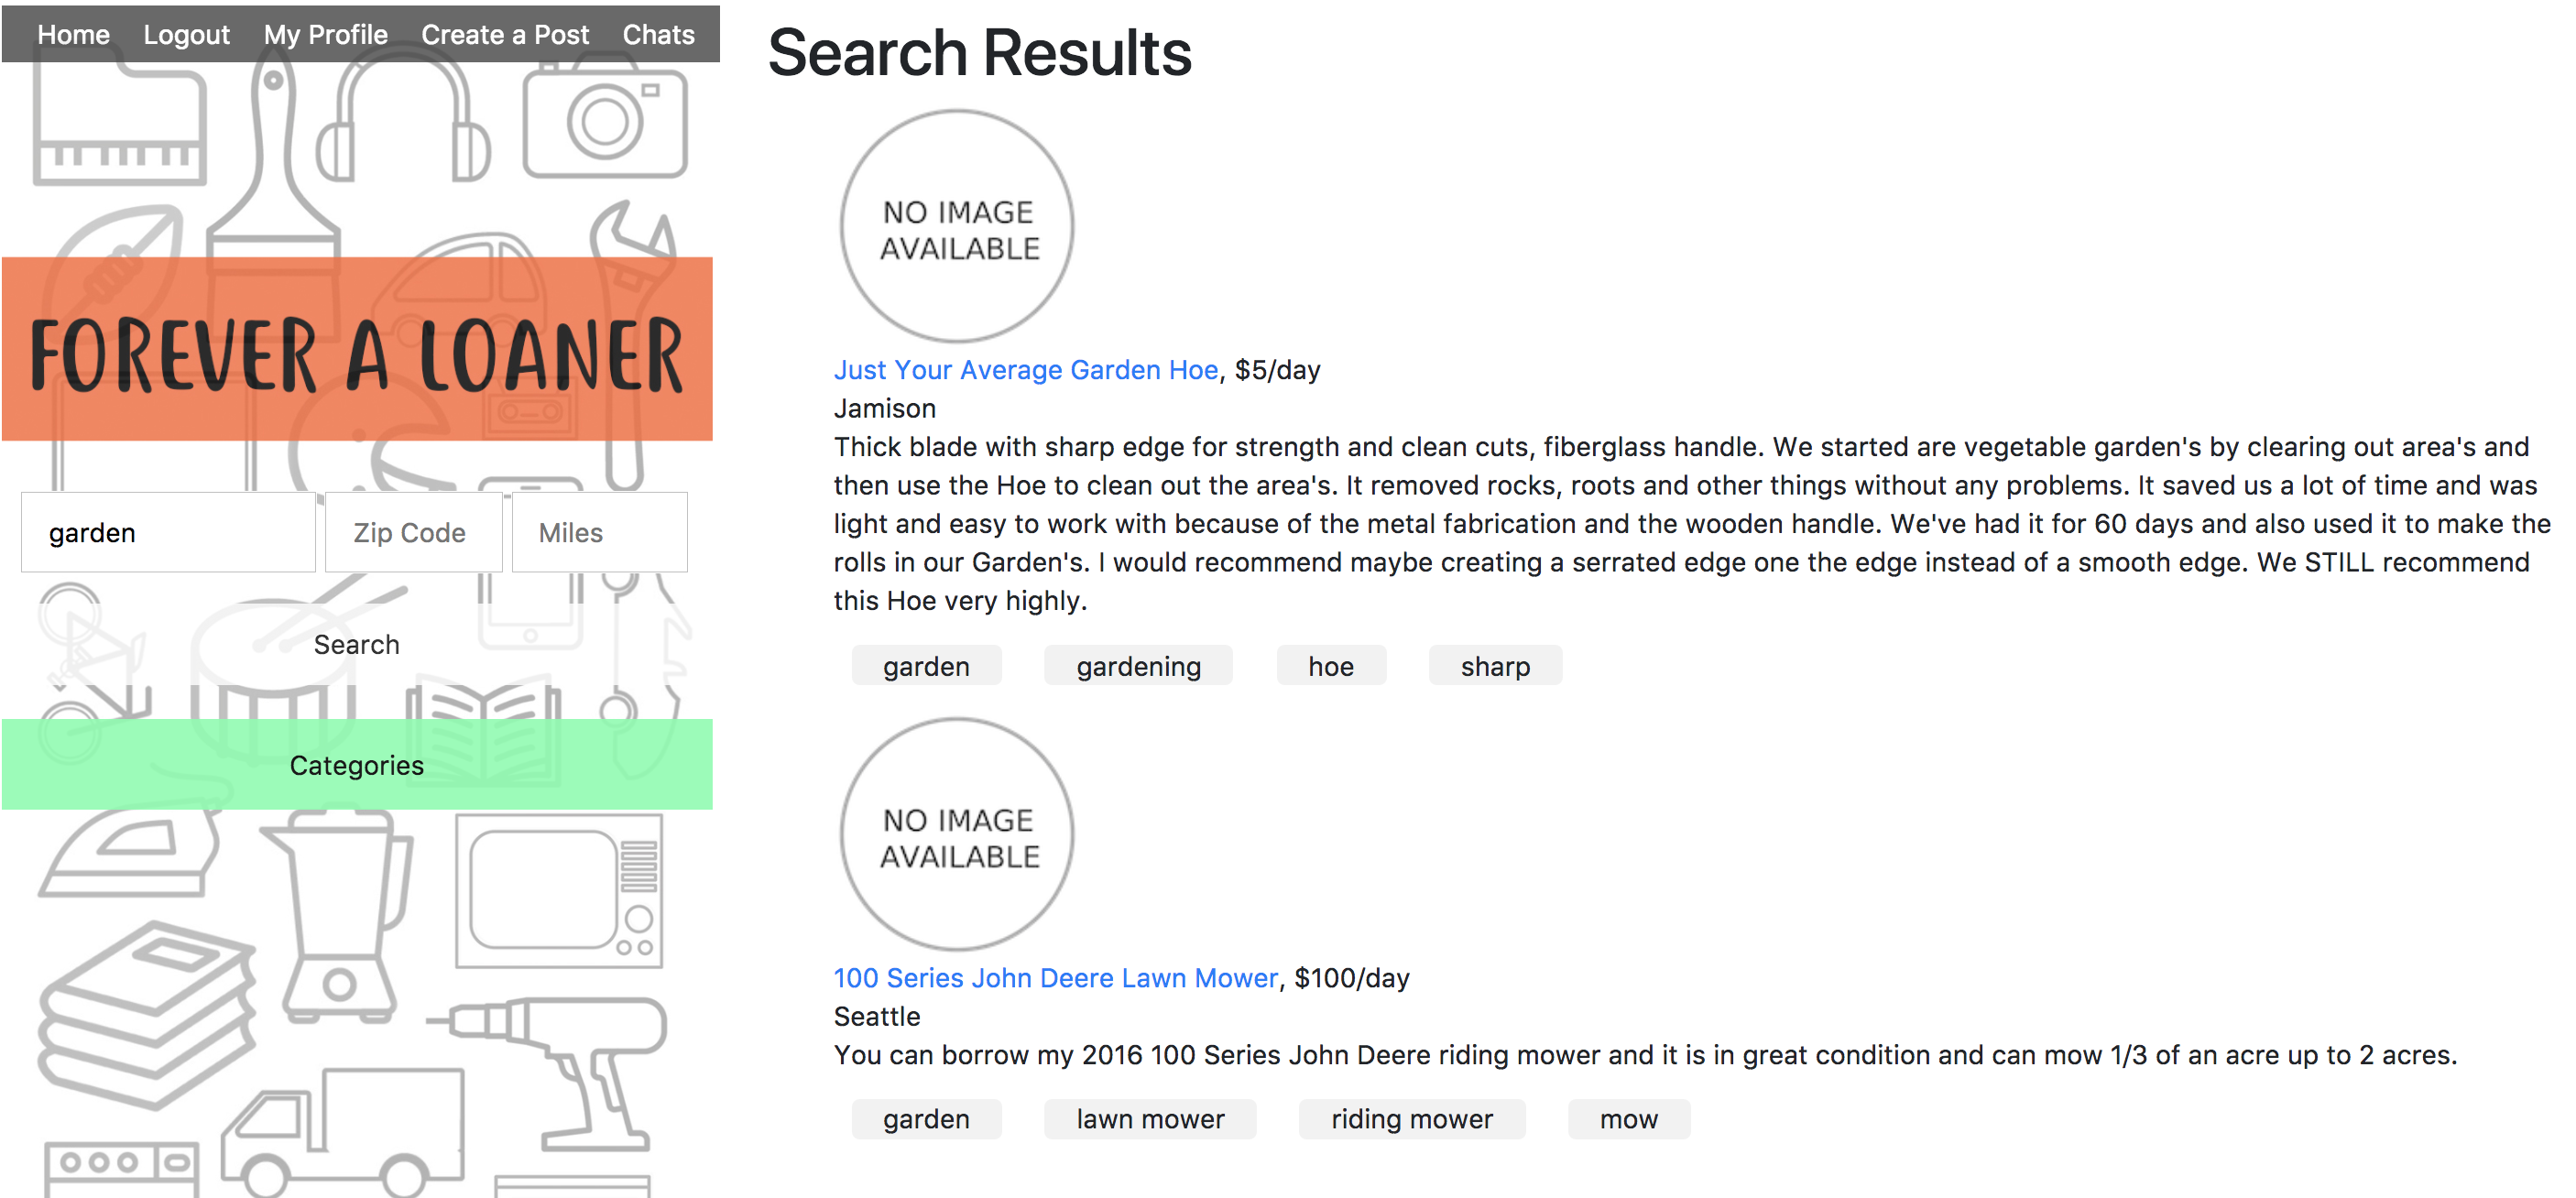 Home Logout My Profile Create a Post Chats
FOREVER A LOANER
garden Zip Code Miles
Search
Categories
Search Results
NO IMAGE
AVAILABLE
Just Your Average Garden Hoe, $5/day
Jamison
Thick blade with sharp edge for strength and clean cuts, fiberglass handle. We started are vegetable garden's by clearing out area's and
then use the Hoe to clean out the area's. It removed rocks, roots and other things without any problems. It saved us a lot of time and was
light and easy to work with because of the metal fabrication and the wooden handle. We've had it for 60 days and also used it to make the
rolls in our Garden's. I would recommend maybe creating a serrated edge one the edge instead of a smooth edge. We STILL recommend
this Hoe very highly.
garden gardening hoe sharp
NO IMAGE
AVAILABLE
100 Series John Deere Lawn Mower, $100/day
Seattle
You can borrow my 2016 100 Series John Deere riding mower and it is in great condition and can mow 1/3 of an acre up to 2 acres.
garden lawn mower riding mower mow